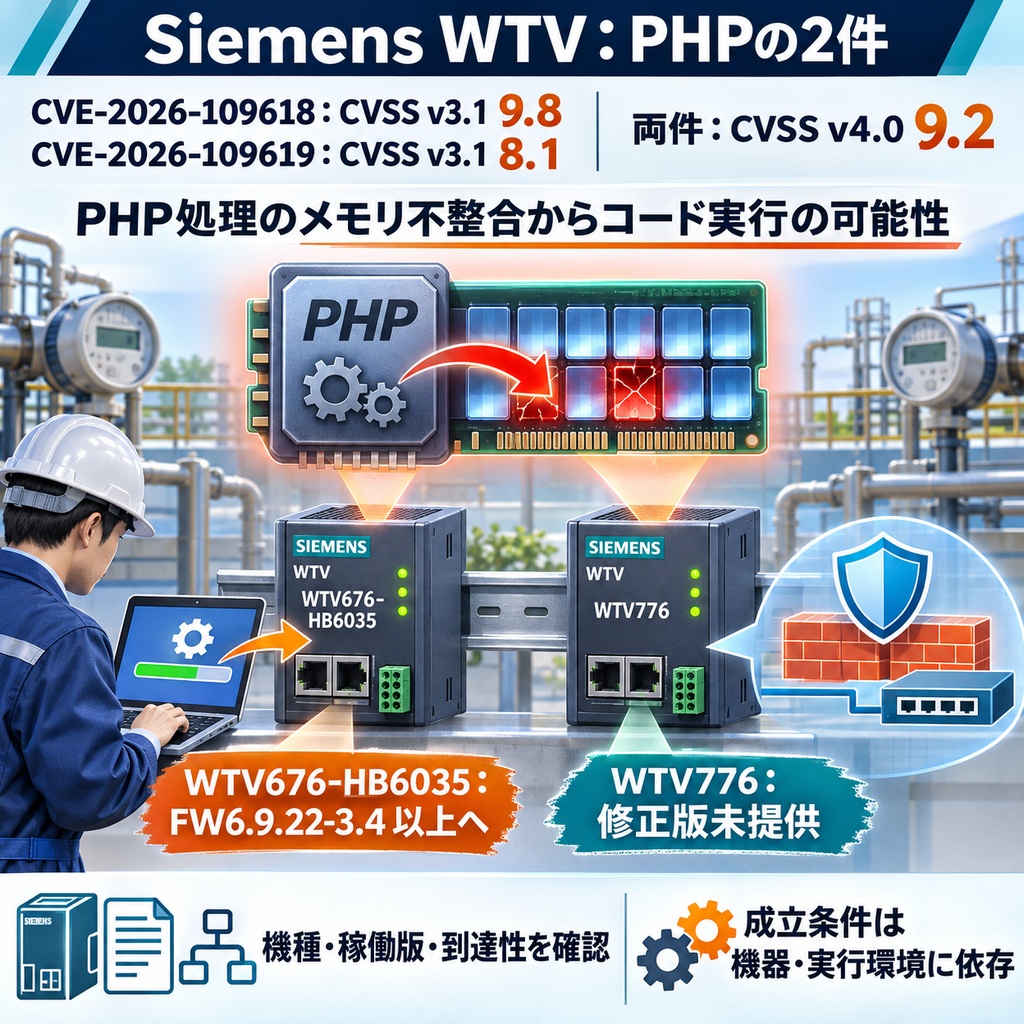 Siemens WTV：PHPの2件
CVE-2026-109618：CVSS v3.1 9.8
CVE-2026-109619：CVSS v3.1 8.1
両件：CVSS v4.0 9.2
PHP処理のメモリ不整合からコード実行の可能性
PHP
SIEMENS
WTV
WTV676-
HB6035
SIEMENS
WTV
WTV776
WTV676-HB6035：
FW6.9.22-3.4 以上へ
WTV776：
修正版未提供
SIEMENS
機種・稼働版・到達性を確認
成立条件は
機器・実行環境に依存